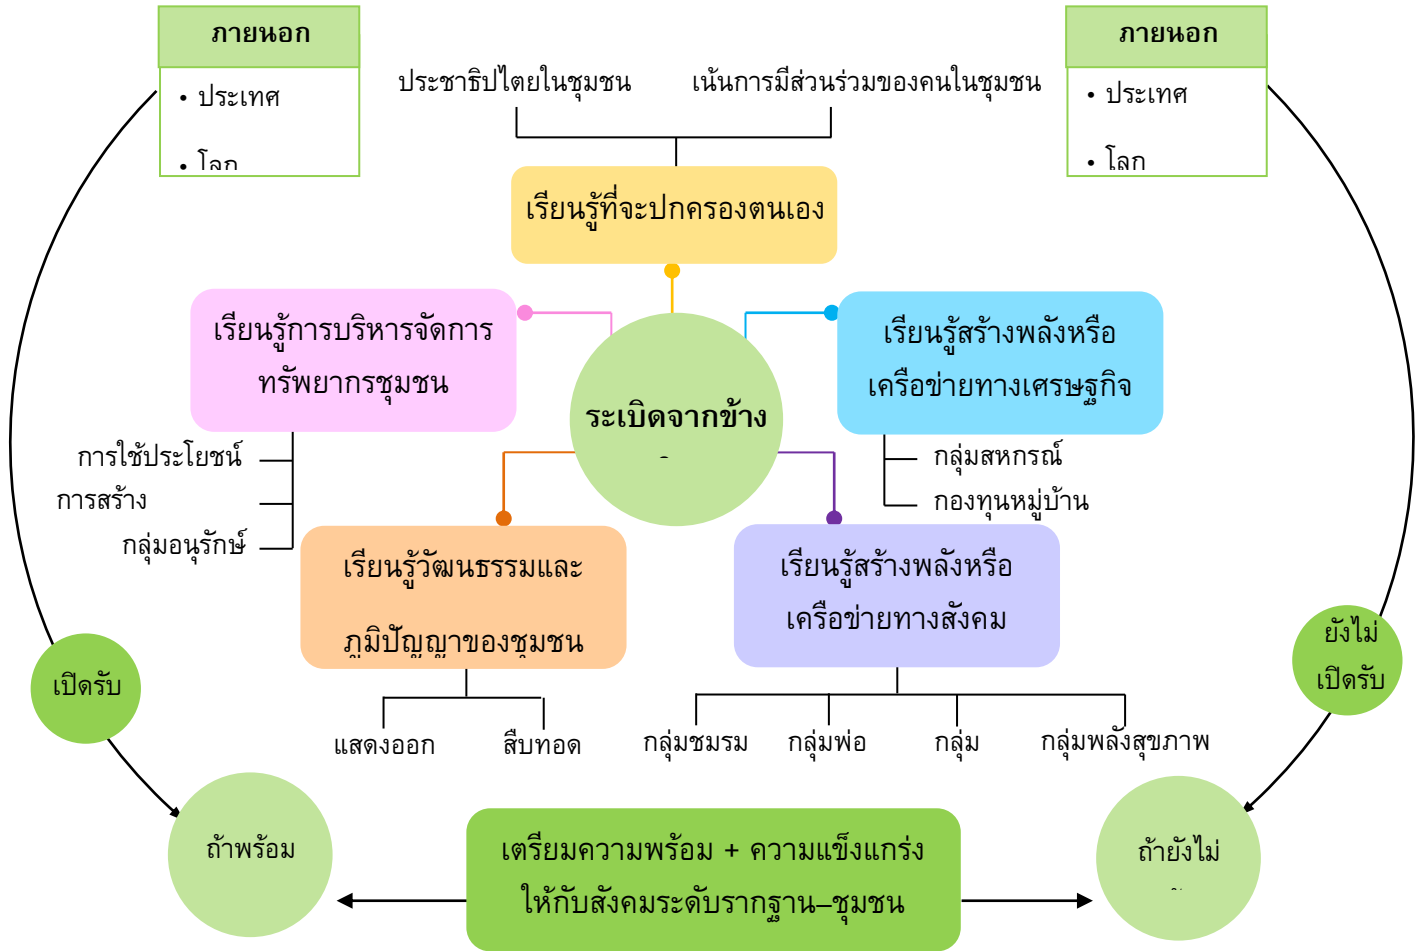 ภายนอก
• ประเทศ
• โลก
ภายนอก
• ประเทศ
• โลก
ประชาธิปไตยในชุมชน
เน้นการมีส่วนร่วมของคนในชุมชน
เรียนรู้ที่จะปกครองตนเอง
เรียนรู้การบริหารจัดการ
ทรัพยากรชุมชน
เรียนรู้สร้างพลังหรือ
เครือข่ายทางเศรษฐกิจ
ระเบิดจากข้าง
การใช้ประโยชน์
การสร้าง
กลุ่มอนุรักษ์
กลุ่มสหกรณ์
กองทุนหมู่บ้าน
เรียนรู้วัฒนธรรมและ
ภูมิปัญญาของชุมชน
เรียนรู้สร้างพลังหรือ
เครือข่ายทางสังคม
เปิดรับ
ยังไม่
เปิดรับ
แสดงออก
สืบทอด
กลุ่มชมรม
กลุ่มพ่อ
กลุ่ม
กลุ่มพลังสุขภาพ
ถ้าพร้อม
เตรียมความพร้อม + ความแข็งแกร่ง
ให้กับสังคมระดับรากฐาน–ชุมชน
ถ้ายังไม่